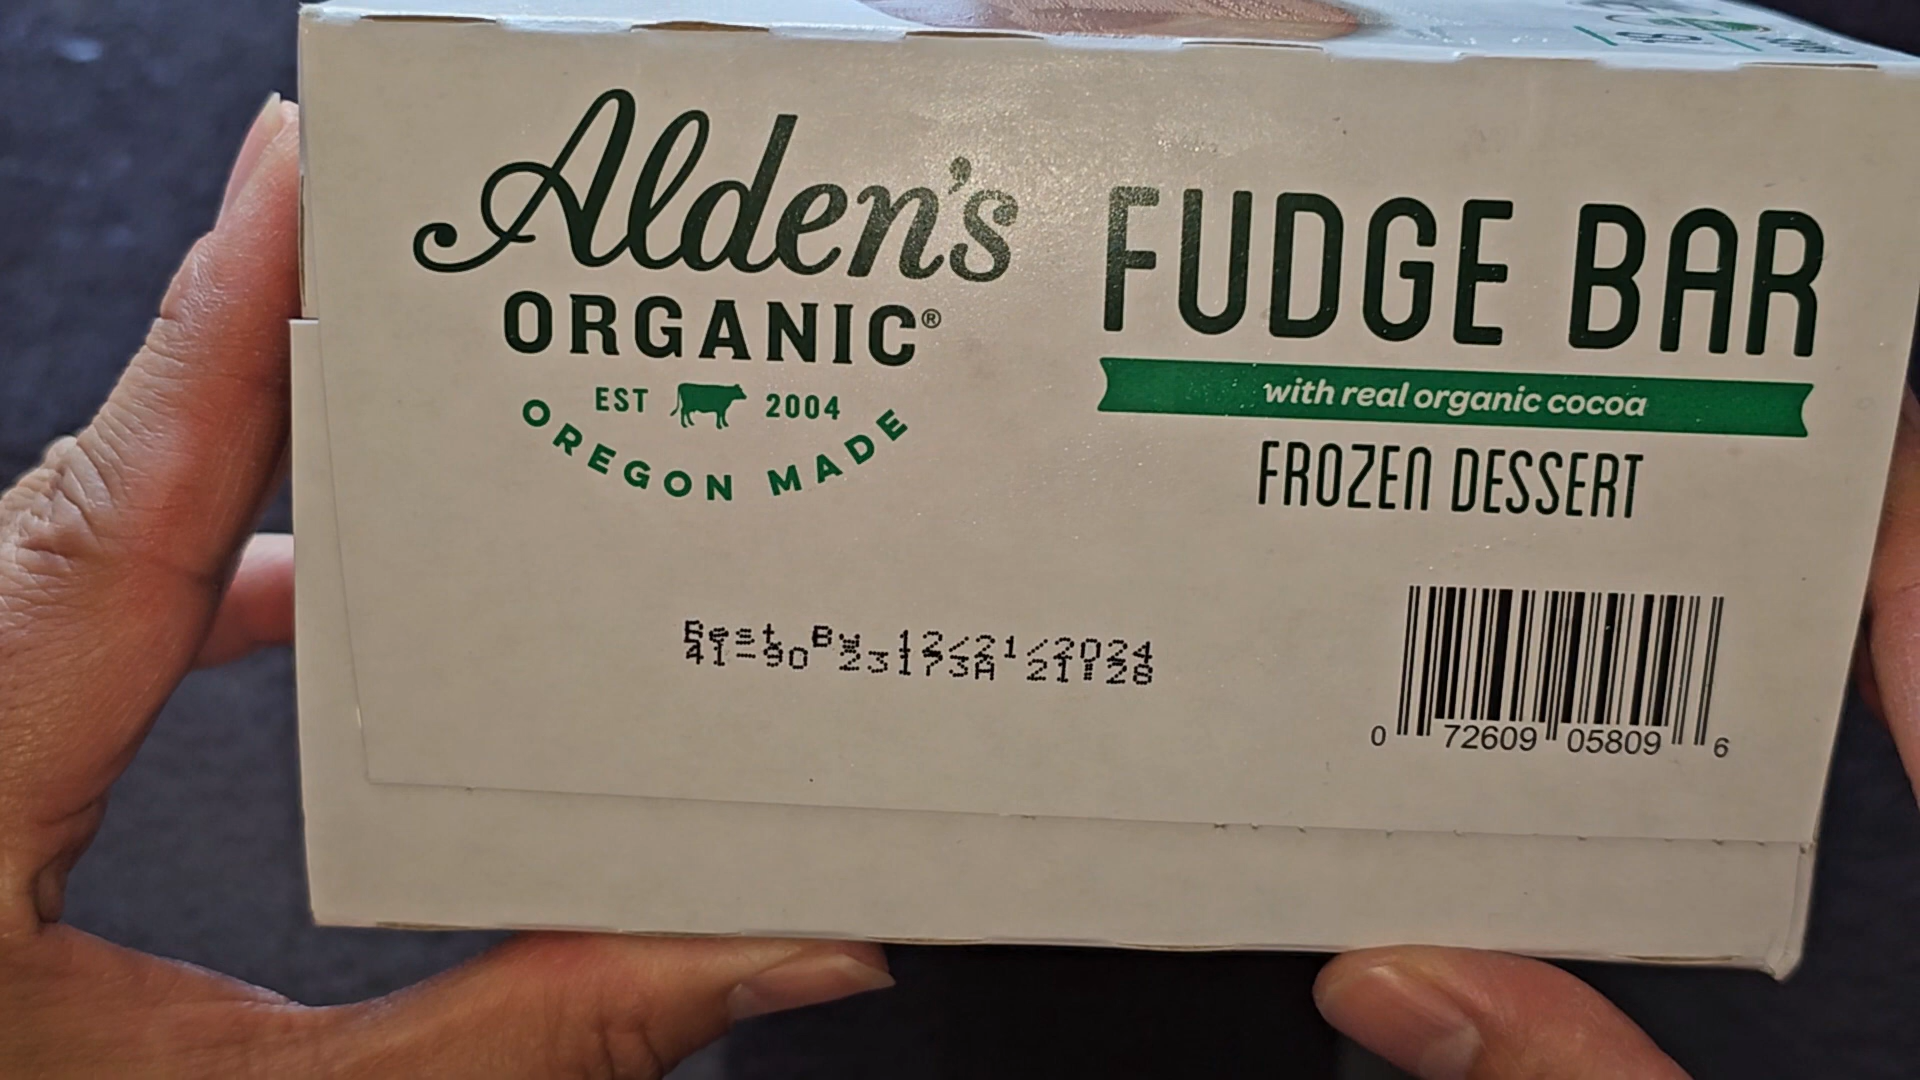 Alden's
ORGANIC®
EST 2004
OREGON MADE
FUDGE BAR
with real organic cocoa
FROZEN DESSERT
Best By 12/21/2024
41-90 23173A 21:28
0 72609 05809 6